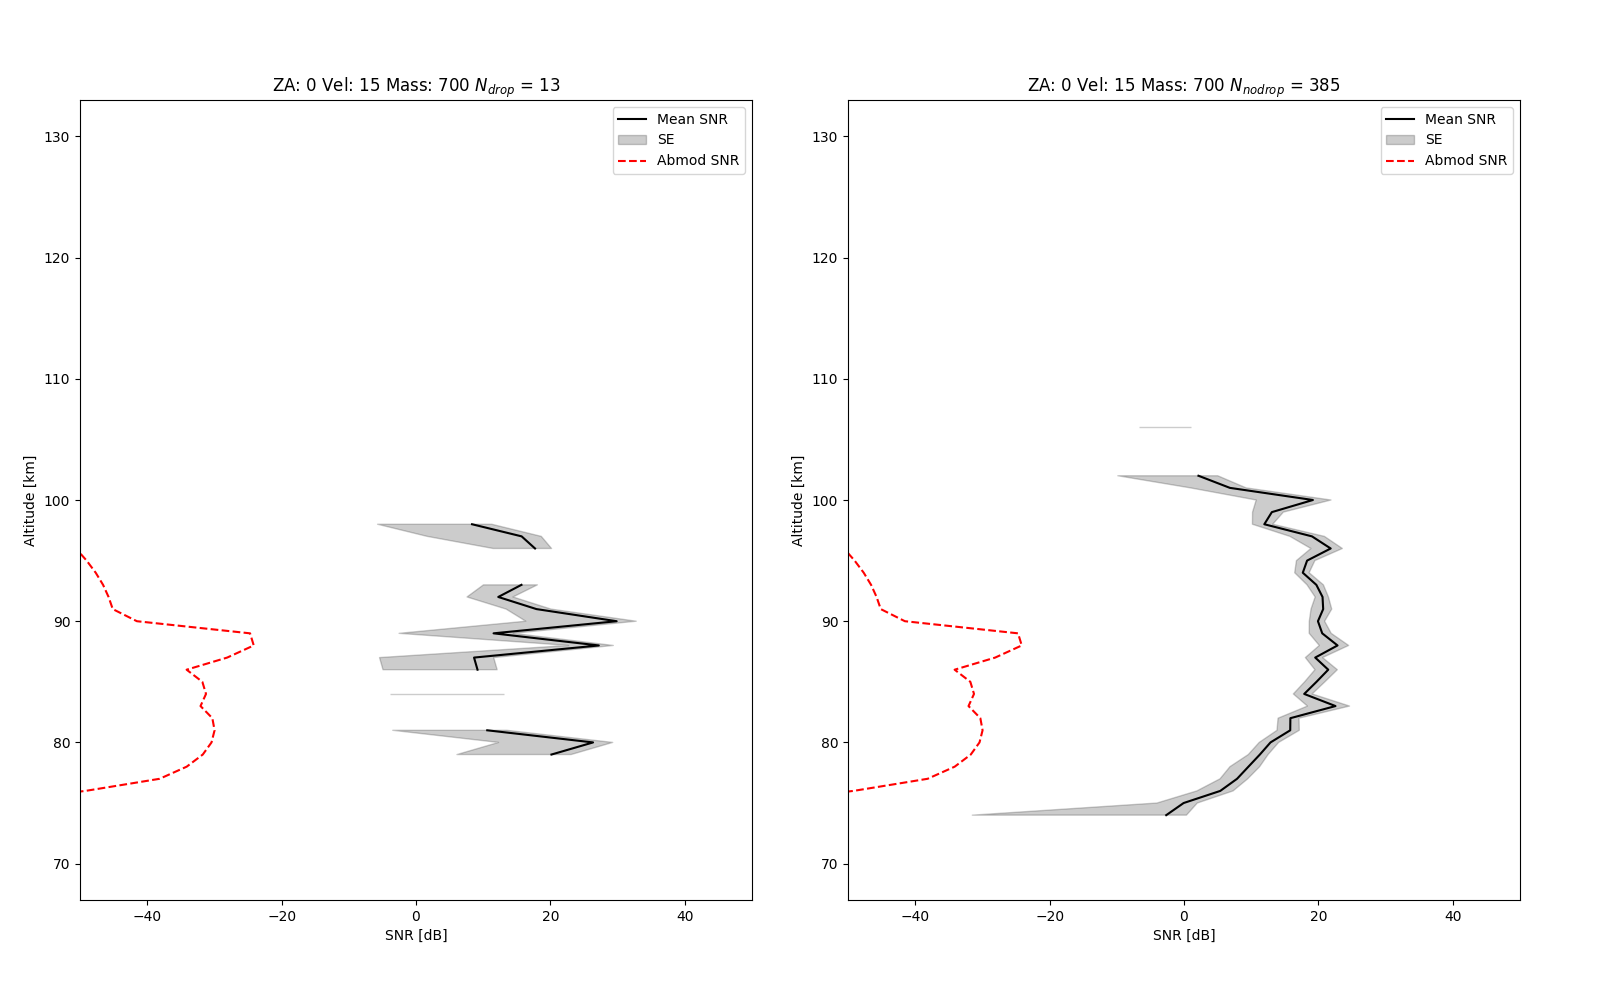 ZA: 0 Vel: 15 Mass: 700 N_drop = 13
Mean SNR
SE
Abmod SNR
130
120
110
100
90
80
70
Altitude [km]
−40 −20 0 20 40
SNR [dB]
ZA: 0 Vel: 15 Mass: 700 N_nodrop = 385
Mean SNR
SE
Abmod SNR
130
120
110
100
90
80
70
Altitude [km]
−40 −20 0 20 40
SNR [dB]